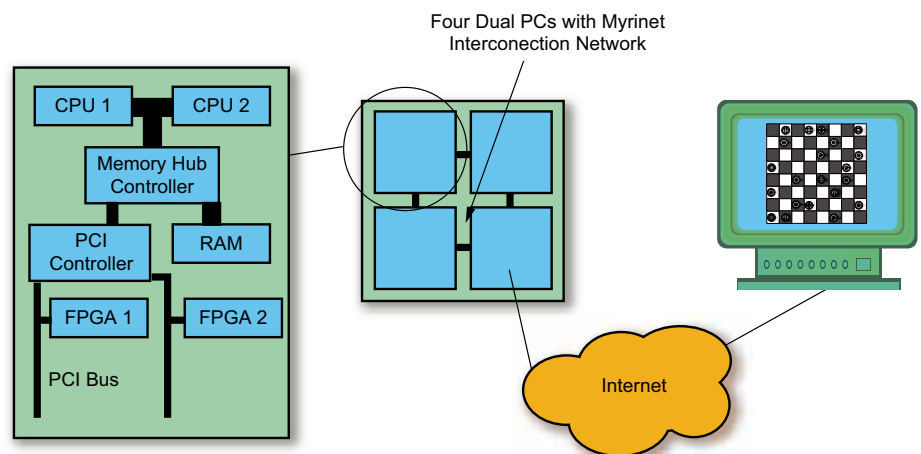 Four Dual PCs with Myrinet
Interconection Network
CPU 1
CPU 2
Memory Hub
Controller
PCI
Controller
RAM
FPGA 1
FPGA 2
PCI Bus
Internet